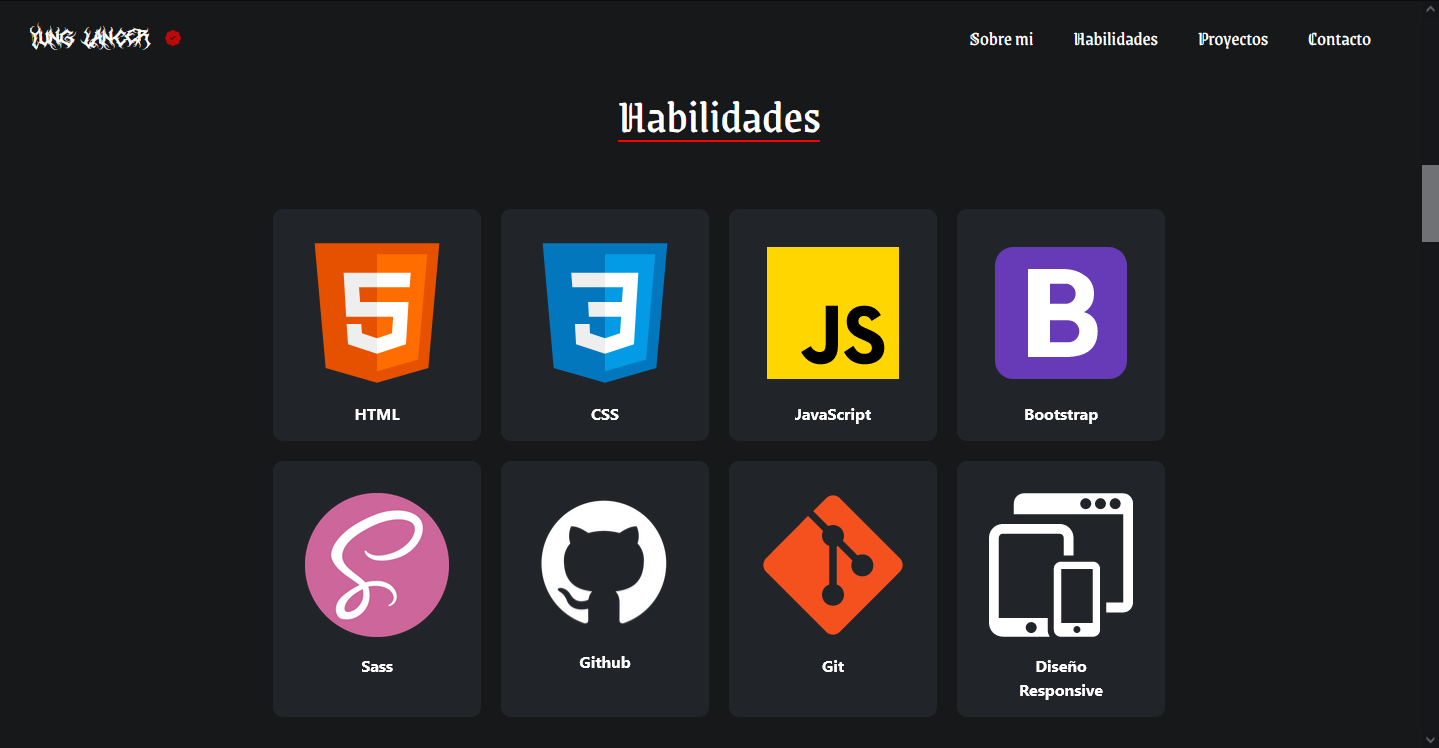 YUNG LANCER
Sobre mi
Habilidades
Proyectos
Contacto
Habilidades
5
3
JS
B
HTML
CSS
JavaScript
Bootstrap
S
Sass
Github
Git
Diseño
Responsive